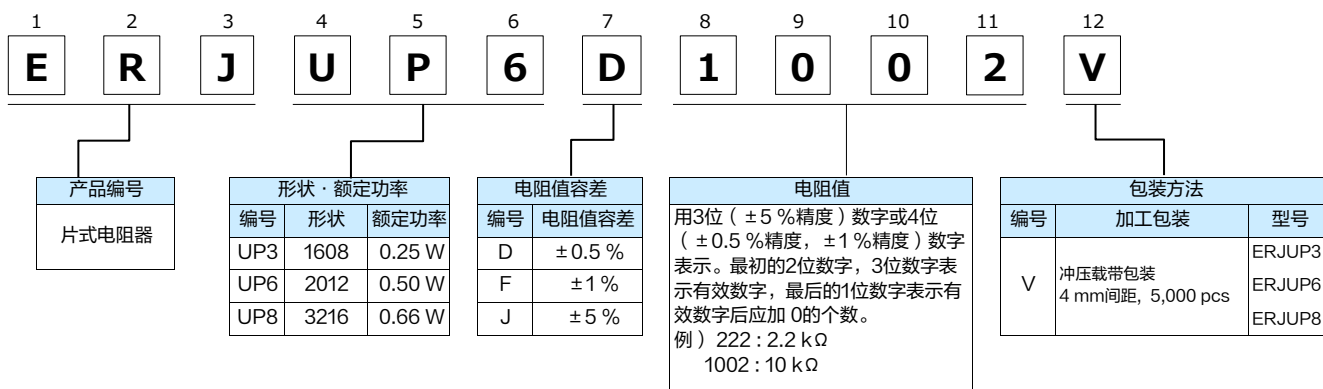 1 2 3 4 5 6 7 8 9 10 11 12
E R J U P 6 D 1 0 0 2 V
产品编号
片式电阻器
形状·额定功率
编号 形状 额定功率
UP3 1608 0.25 W
UP6 2012 0.50 W
UP8 3216 0.66 W
电阻值容差
编号 电阻值容差
D ±0.5 %
F ±1 %
J ±5 %
电阻值
用3位（±5 %精度）数字或4位
（±0.5 %精度，±1 %精度）数字
表示。最初的2位数字，3位数字表
示有效数字，最后的1位数字表示有
效数字后应加 0的个数。
例）222 : 2.2 kΩ
1002 : 10 kΩ
包装方法
编号 加工包装 型号
V
冲压载带包装
4 mm间距，5,000 pcs
ERJUP3
ERJUP6
ERJUP8